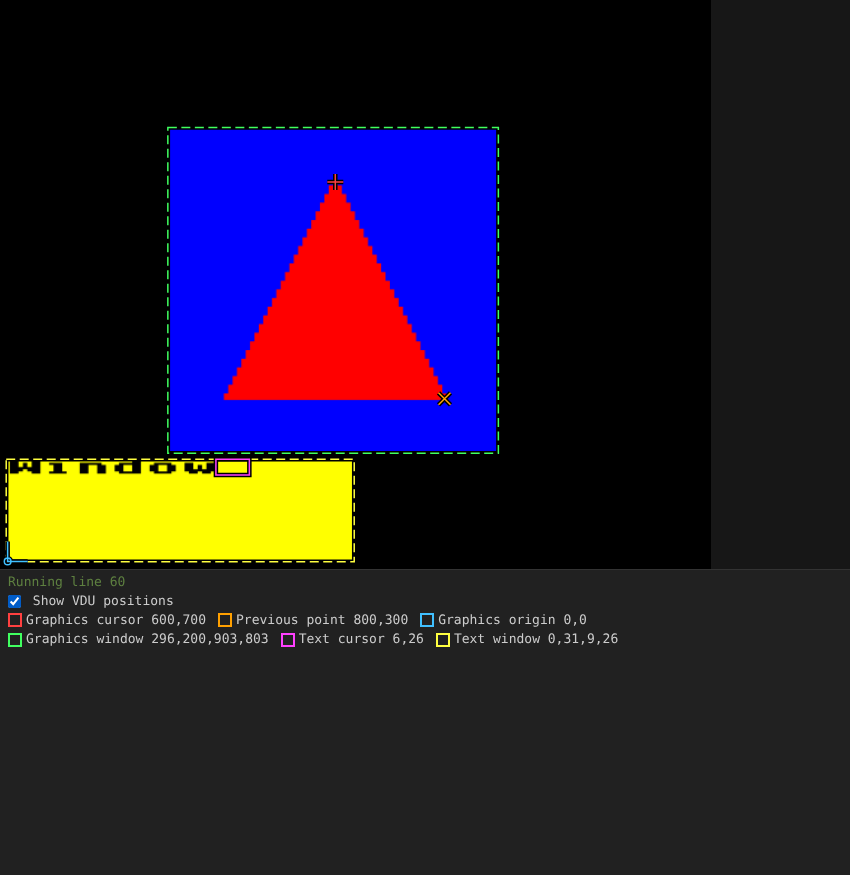 Window
Running line 60
Show VDU positions
Graphics cursor 600,700 Previous point 800,300 Graphics origin 0,0
Graphics window 296,200,903,803 Text cursor 6,26 Text window 0,31,9,26